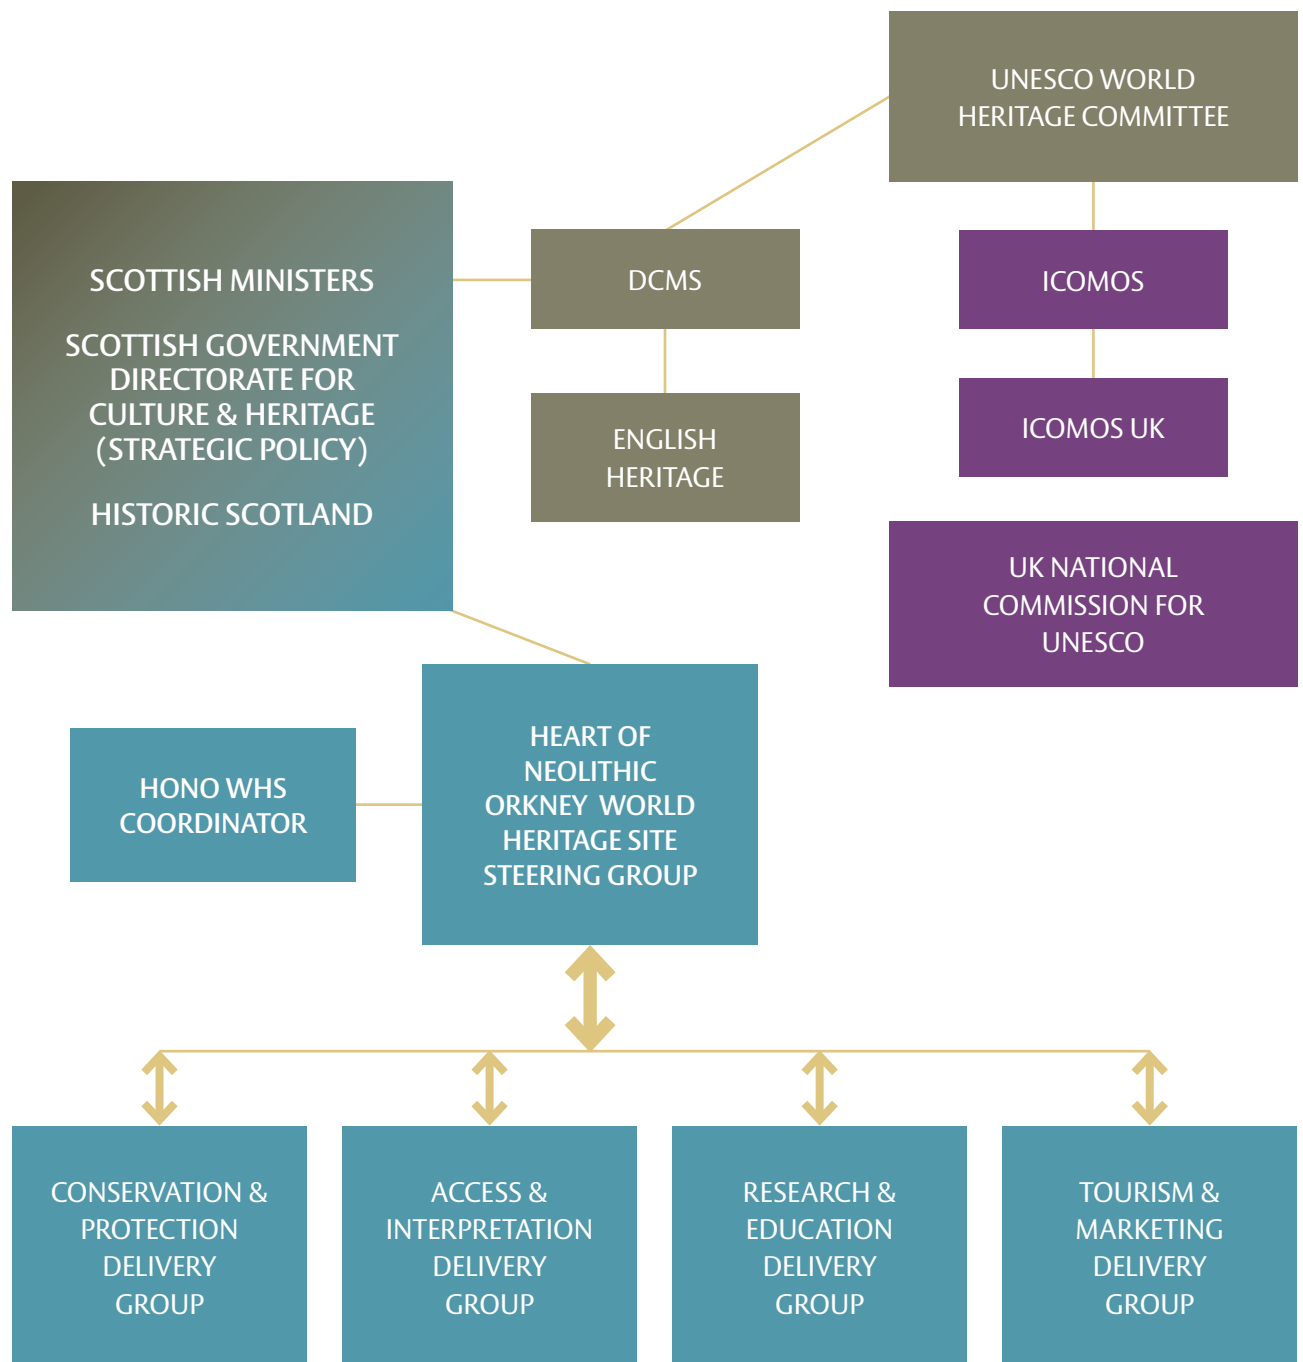 UNESCO WORLD
HERITAGE COMMITTEE
SCOTTISH MINISTERS
SCOTTISH GOVERNMENT
DIRECTORATE FOR
CULTURE & HERITAGE
(STRATEGIC POLICY)
HISTORIC SCOTLAND
DCMS
ICOMOS
ENGLISH
HERITAGE
ICOMOS UK
UK NATIONAL
COMMISSION FOR
UNESCO
HEART OF
NEOLITHIC
ORKNEY WORLD
HERITAGE SITE
STEERING GROUP
HONO WHS
COORDINATOR
CONSERVATION &
PROTECTION
DELIVERY
GROUP
ACCESS &
INTERPRETATION
DELIVERY
GROUP
RESEARCH &
EDUCATION
DELIVERY
GROUP
TOURISM &
MARKETING
DELIVERY
GROUP